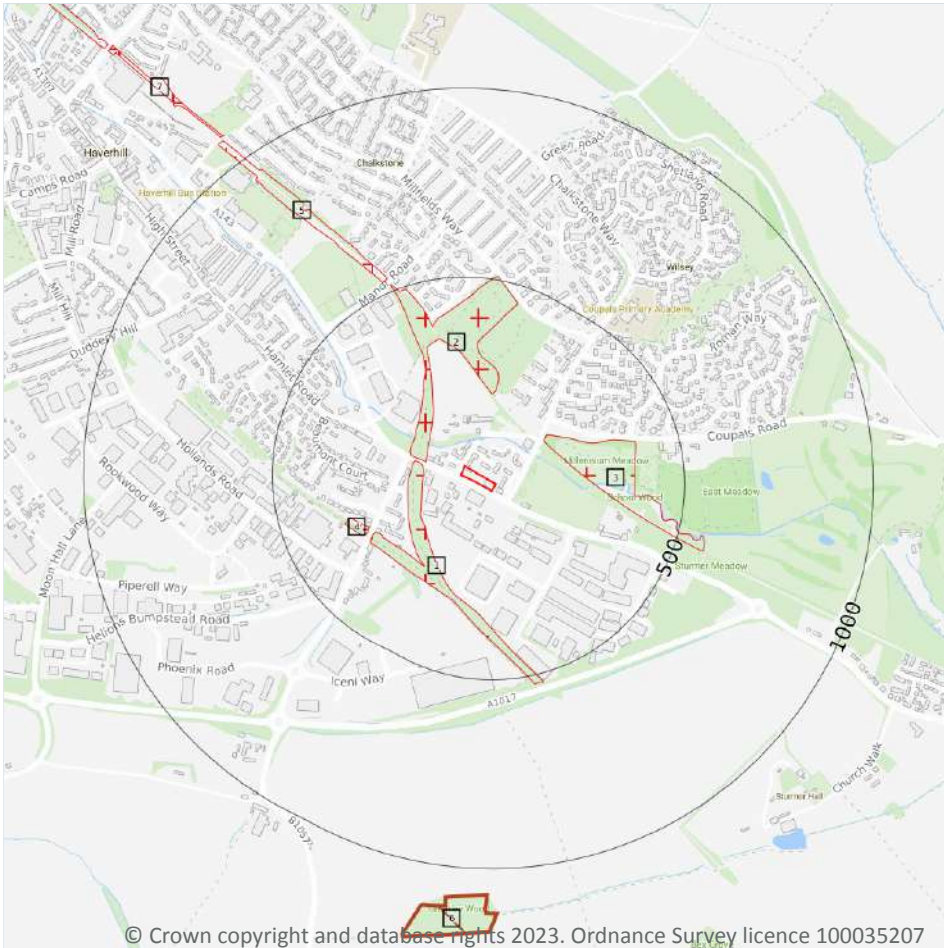 A1307
7
Haverhill
Camps Road
Mill Road
Mill Hill
Haverhill Bus Station
A143
High Street
Duddery Hill
5
Chalkstone
Millfields Way
Green Road
Chalkstone Way
Shetland Road
Wilsey
Coupals Primary Academy
Roman Way
Manor Road
2
Hamlet Road
Belmont Court
Coupals Road
Millennium Meadow
3
School Wood
East Meadow
Hollands Road
Rookwood Way
Moon Hall Lane
4
1
500
Sturmer Meadow
Piperell Way
Helions Bumpstead Road
1000
Phoenix Road
Iceni Way
A1017
Church Walk
Sturmer Hall
B1057
6
© Crown copyright and database rights 2023. Ordnance Survey licence 100035207